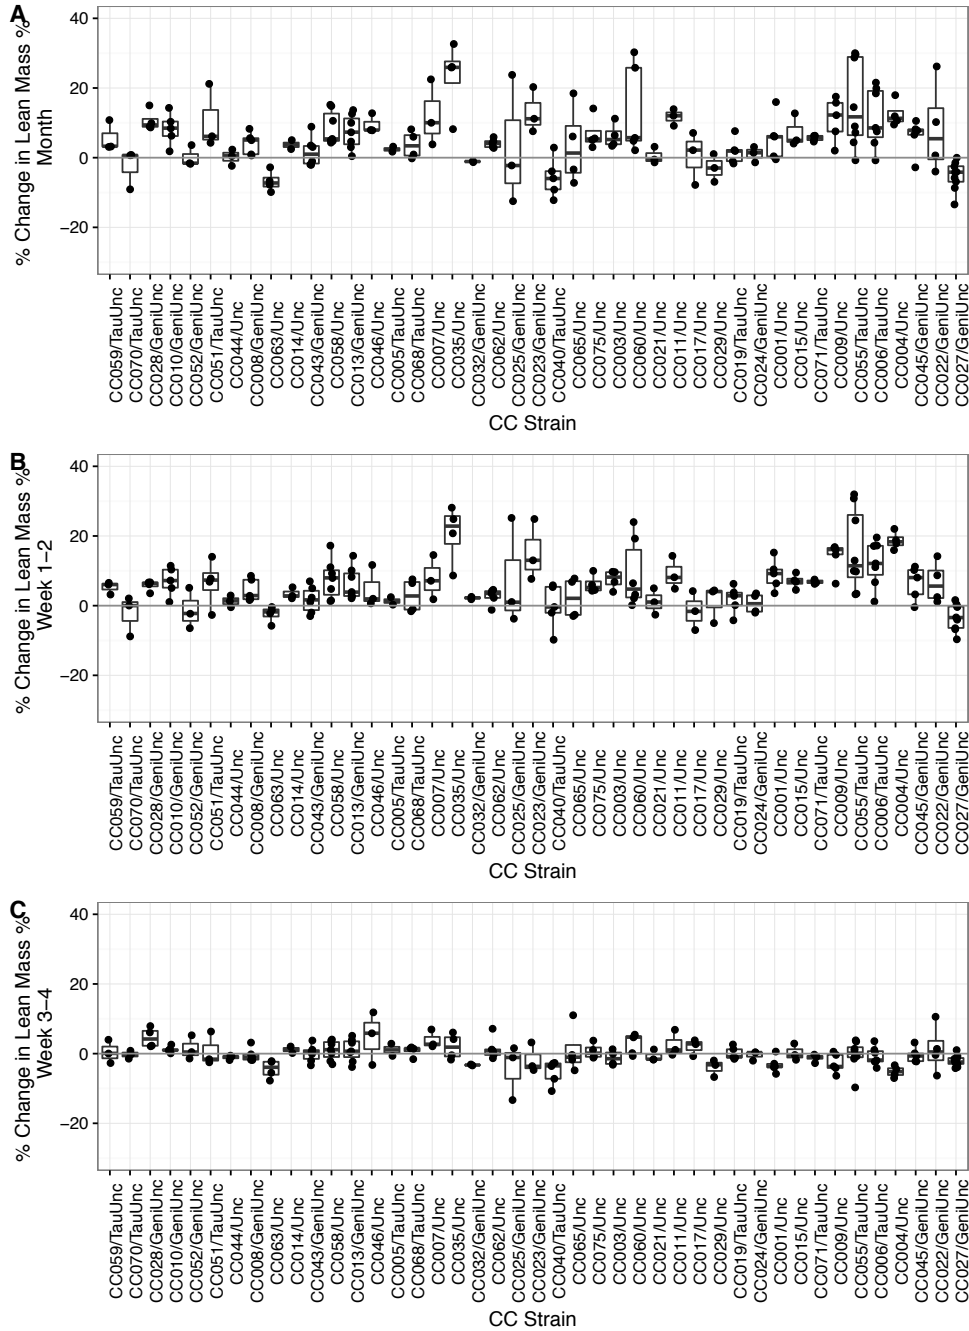 A
% Change in Lean Mass %
Month
40
20
0
−20
CC059/TauUnc
CC070/TauUnc
CC028/GeniUnc
CC010/GeniUnc
CC052/GeniUnc
CC051/TauUnc
CC044/Unc
CC008/GeniUnc
CC063/Unc
CC014/Unc
CC043/GeniUnc
CC058/Unc
CC013/GeniUnc
CC046/Unc
CC005/TauUnc
CC068/TauUnc
CC007/Unc
CC035/Unc
CC032/GeniUnc
CC062/Unc
CC025/GeniUnc
CC023/GeniUnc
CC040/TauUnc
CC065/Unc
CC075/Unc
CC003/Unc
CC060/Unc
CC021/Unc
CC011/Unc
CC017/Unc
CC029/Unc
CC019/TauUnc
CC024/GeniUnc
CC001/Unc
CC015/Unc
CC071/TauUnc
CC009/Unc
CC055/TauUnc
CC006/TauUnc
CC004/Unc
CC045/GeniUnc
CC022/GeniUnc
CC027/GeniUnc
CC Strain
B
% Change in Lean Mass %
Week 1−2
40
20
0
−20
CC059/TauUnc
CC070/TauUnc
CC028/GeniUnc
CC010/GeniUnc
CC052/GeniUnc
CC051/TauUnc
CC044/Unc
CC008/GeniUnc
CC063/Unc
CC014/Unc
CC043/GeniUnc
CC058/Unc
CC013/GeniUnc
CC046/Unc
CC005/TauUnc
CC068/TauUnc
CC007/Unc
CC035/Unc
CC032/GeniUnc
CC062/Unc
CC025/GeniUnc
CC023/GeniUnc
CC040/TauUnc
CC065/Unc
CC075/Unc
CC003/Unc
CC060/Unc
CC021/Unc
CC011/Unc
CC017/Unc
CC029/Unc
CC019/TauUnc
CC024/GeniUnc
CC001/Unc
CC015/Unc
CC071/TauUnc
CC009/Unc
CC055/TauUnc
CC006/TauUnc
CC004/Unc
CC045/GeniUnc
CC022/GeniUnc
CC027/GeniUnc
CC Strain
C
% Change in Lean Mass %
Week 3−4
40
20
0
−20
CC059/TauUnc
CC070/TauUnc
CC028/GeniUnc
CC010/GeniUnc
CC052/GeniUnc
CC051/TauUnc
CC044/Unc
CC008/GeniUnc
CC063/Unc
CC014/Unc
CC043/GeniUnc
CC058/Unc
CC013/GeniUnc
CC046/Unc
CC005/TauUnc
CC068/TauUnc
CC007/Unc
CC035/Unc
CC032/GeniUnc
CC062/Unc
CC025/GeniUnc
CC023/GeniUnc
CC040/TauUnc
CC065/Unc
CC075/Unc
CC003/Unc
CC060/Unc
CC021/Unc
CC011/Unc
CC017/Unc
CC029/Unc
CC019/TauUnc
CC024/GeniUnc
CC001/Unc
CC015/Unc
CC071/TauUnc
CC009/Unc
CC055/TauUnc
CC006/TauUnc
CC004/Unc
CC045/GeniUnc
CC022/GeniUnc
CC027/GeniUnc
CC Strain